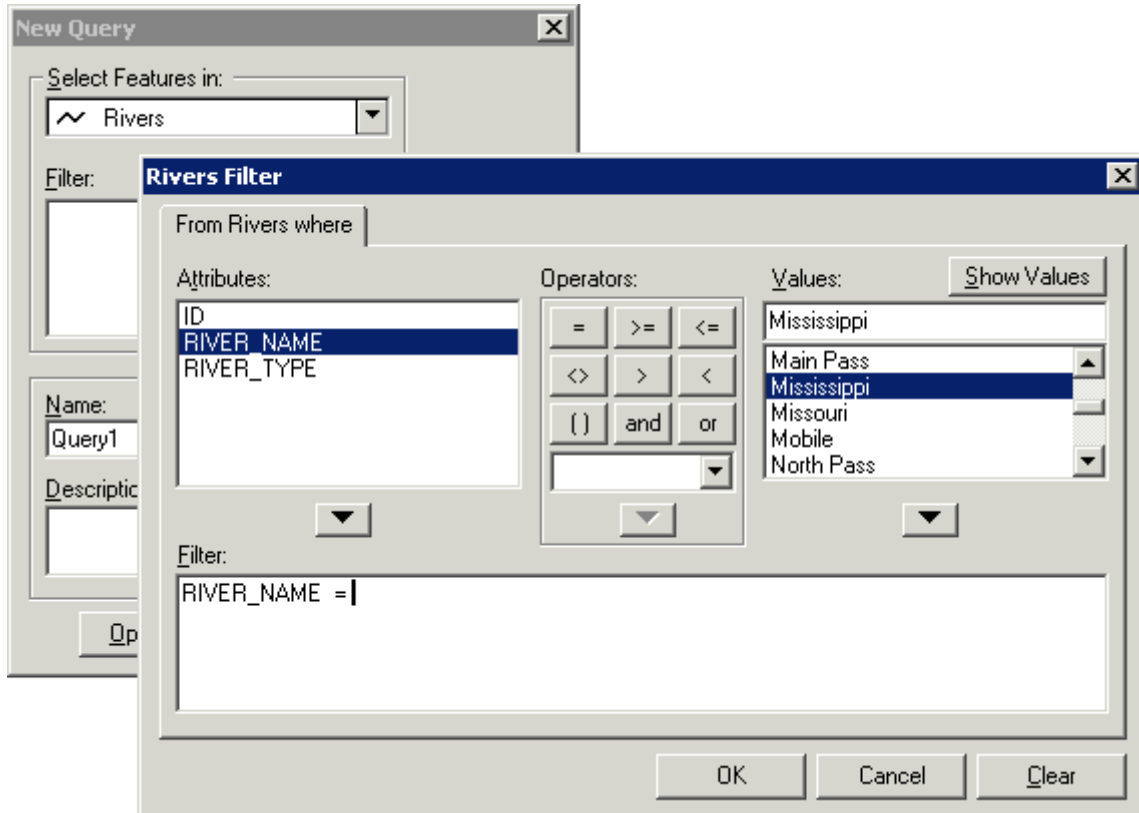 New Query
Select Features in:
Rivers
Filter:
Name:
Query1
Descriptic
Op
Rivers Filter
From Rivers where
Attributes:
ID
RIVER_NAME
RIVER_TYPE
Operators:
= >= <=
<> > <
() and or
Values:
Show Values
Mississippi
Main Pass
Mississippi
Missouri
Mobile
North Pass
Filter:
RIVER_NAME =
OK Cancel Clear